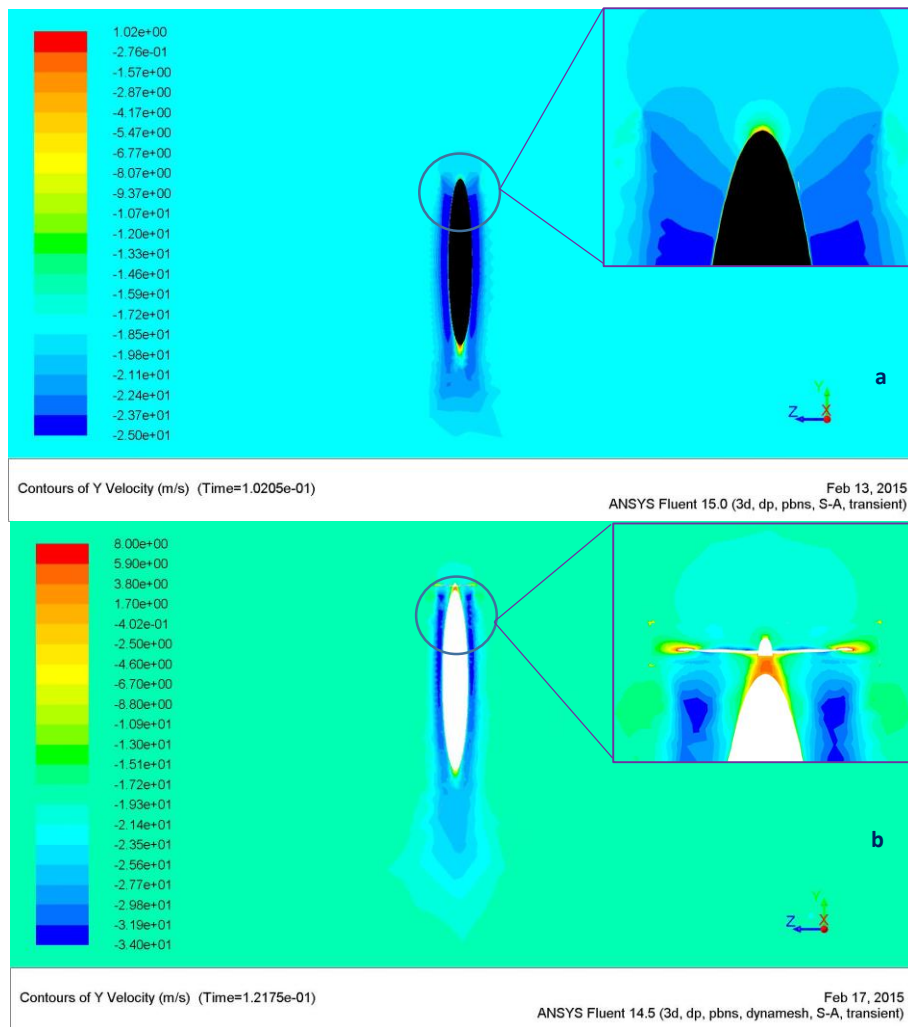 1.02e+00
-2.76e-01
-1.57e+00
-2.87e+00
-4.17e+00
-5.47e+00
-6.77e+00
-8.07e+00
-9.37e+00
-1.07e+01
-1.20e+01
-1.33e+01
-1.46e+01
-1.59e+01
-1.72e+01
-1.85e+01
-1.98e+01
-2.11e+01
-2.24e+01
-2.37e+01
-2.50e+01
a
Y
Z
X
Contours of Y Velocity (m/s) (Time=1.0205e-01)
Feb 13, 2015
ANSYS Fluent 15.0 (3d, dp, pbns, S-A, transient)
8.00e+00
5.90e+00
3.80e+00
1.70e+00
-4.02e-01
-2.50e+00
-4.60e+00
-6.70e+00
-8.80e+00
-1.09e+01
-1.30e+01
-1.51e+01
-1.72e+01
-1.93e+01
-2.14e+01
-2.35e+01
-2.56e+01
-2.77e+01
-2.98e+01
-3.19e+01
-3.40e+01
b
Y
Z
X
Contours of Y Velocity (m/s) (Time=1.2175e-01)
Feb 17, 2015
ANSYS Fluent 14.5 (3d, dp, pbns, dynamesh, S-A, transient)